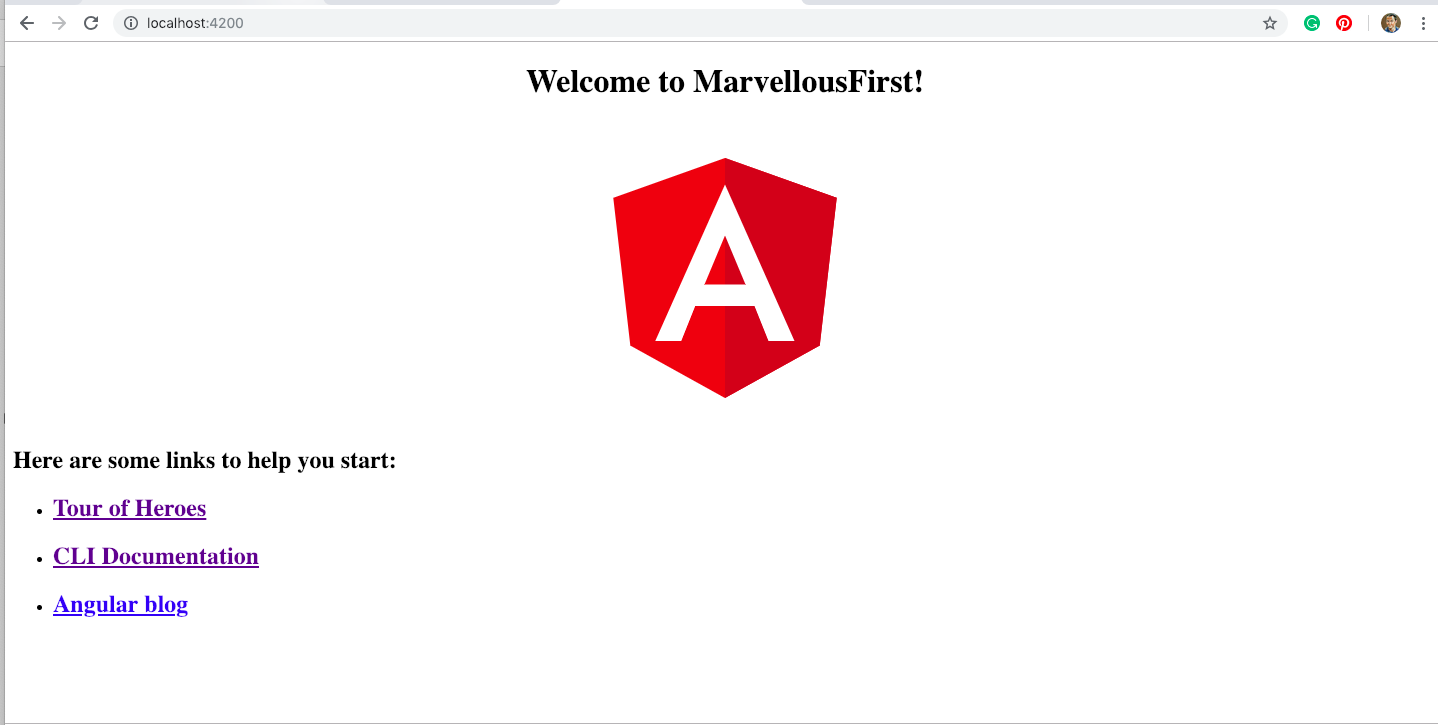 localhost:4200
Welcome to MarvellousFirst!
A
Here are some links to help you start:
Tour of Heroes
CLI Documentation
Angular blog